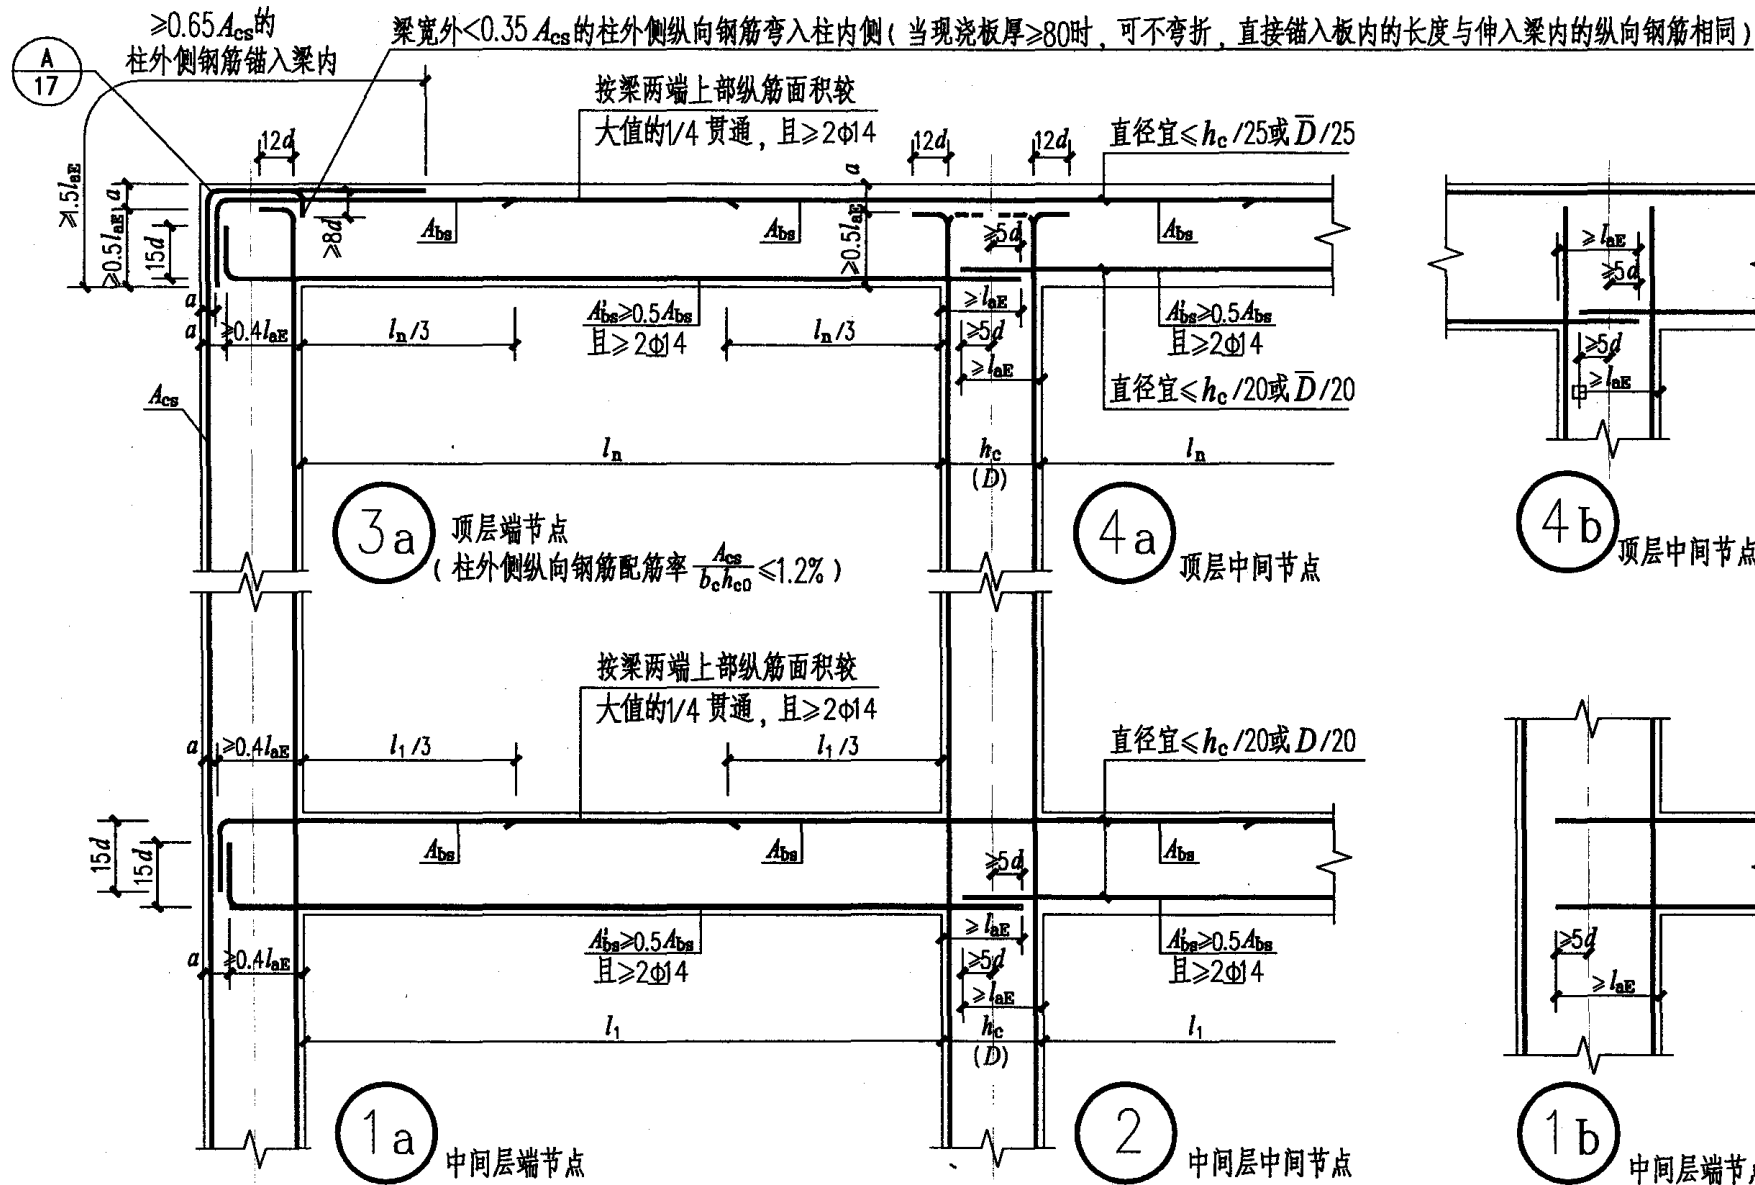 ≥0.65Acs的
柱外侧钢筋锚入梁内
梁宽外<0.35Acs的柱外侧纵向钢筋弯入柱内侧(当现浇板厚≥80时，可不弯折，直接锚入板内的长度与伸入梁内的纵向钢筋相同)
A
17
按梁两端上部纵筋面积较
大值的1/4贯通，且≥2ϕ14
直径宜≤hc/25或D̅/25
12d
12d
12d
a
a
≥1.5laE
≥0.5laE
15d
≥8d
Abs
Abs
≥0.5laE
≥5d
Abs
≥laE
≥5d
a
a
≥0.4laE
ln/3
A'bs≥0.5Abs
且≥2ϕ14
ln/3
≥laE
≥5d
≥laE
A'bs≥0.5Abs
且≥2ϕ14
≥5d
≥laE
Acs
直径宜≤hc/20或D̅/20
ln
hc
(D)
ln
3a
顶层端节点
(柱外侧纵向钢筋配筋率Acs/bchc0≤1.2%)
4a
顶层中间节点
4b
顶层中间节点
按梁两端上部纵筋面积较
大值的1/4贯通，且≥2ϕ14
a
≥0.4laE
l1/3
l1/3
直径宜≤hc/20或D/20
15d
15d
Abs
Abs
≥5d
Abs
a
≥0.4laE
A'bs≥0.5Abs
且≥2ϕ14
≥laE
≥5d
≥laE
A'bs≥0.5Abs
且≥2ϕ14
≥5d
≥laE
l1
hc
(D)
l1
1a
中间层端节点
2
中间层中间节点
1b
中间层端节点